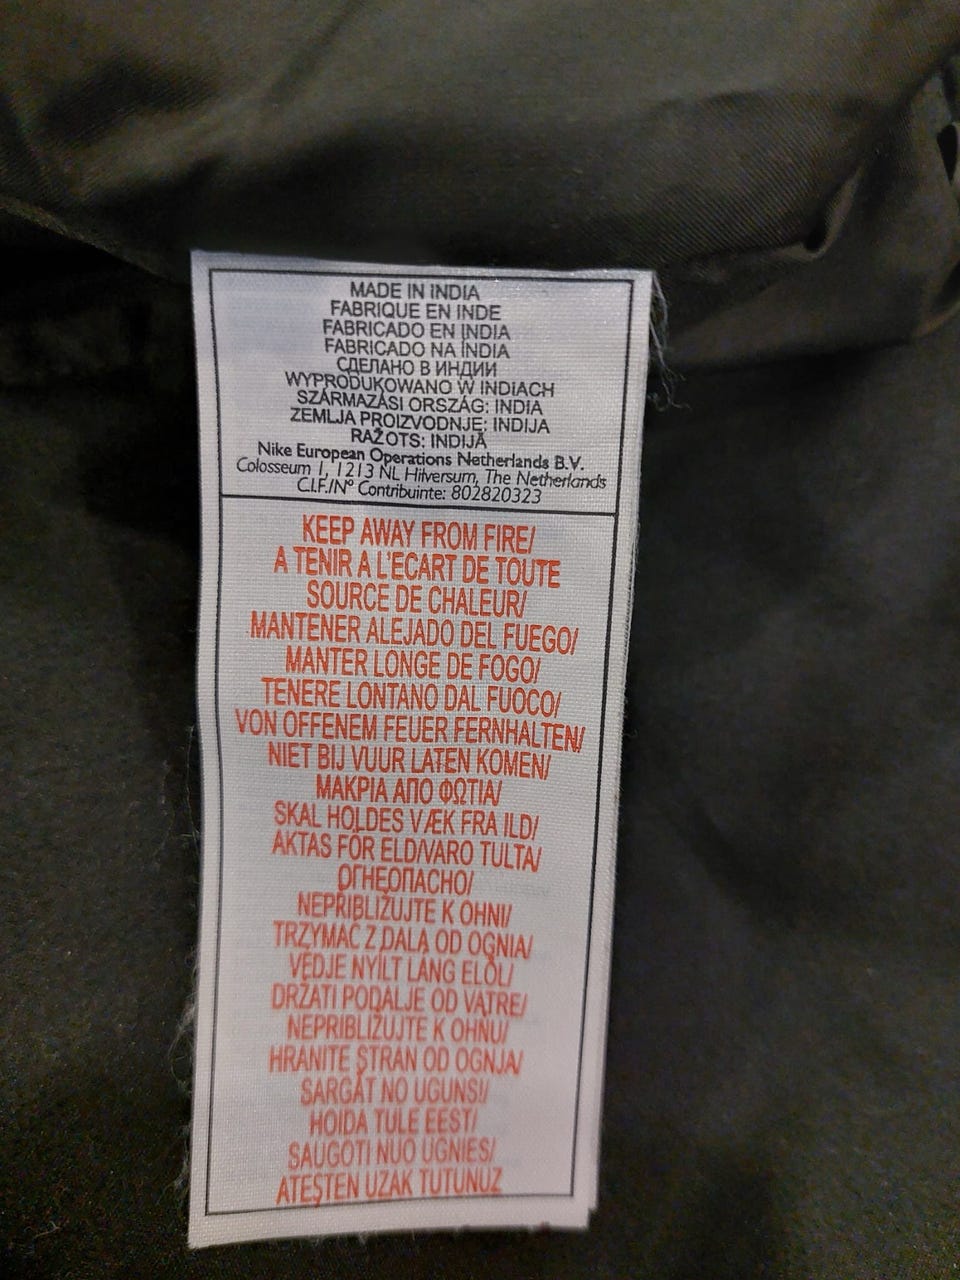 MADE IN INDIA
FABRIQUE EN INDE
FABRICADO EN INDIA
FABRICADO NA ÍNDIA
СДЕЛАНО В ИНДИИ
WYPRODUKOWANO W INDIACH
SZÁRMAZÁSI ORSZÁG: INDIA
ZEMLJA PROIZVODNJE: INDIJA
RAŽOTS: INDIJĀ
Nike European Operations Netherlands B.V.
Colosseum 1, 1213 NL Hilversum, The Netherlands
C.I.F./Nº Contribuinte: 802820323
KEEP AWAY FROM FIRE/
A TENIR A L'ECART DE TOUTE
SOURCE DE CHALEUR/
MANTENER ALEJADO DEL FUEGO/
MANTER LONGE DE FOGO/
TENERE LONTANO DAL FUOCO/
VON OFFENEM FEUER FERNHALTEN/
NIET BIJ VUUR LATEN KOMEN/
ΜΑΚΡΙΑ ΑΠΟ ΦΩΤΙΑ/
SKAL HOLDES VÆK FRA ILD/
AKTAS FÖR ELD/VARO TULTA/
ОГНЕОПАСНО/
NEPRIBLIŽUJTE K OHNI/
TRZYMAĆ Z DALA OD OGNIA/
VÉDJE NYÍLT LÁNG ELŐL/
DRŽATI PODALJE OD VATRE/
NEPRIBLIŽUJTE K OHŇU/
HRANITE STRAN OD OGNJA/
SARGĀT NO UGUNS!/
HOIDA TULE EEST/
SAUGOTI NUO UGNIES/
ATEŞTEN UZAK TUTUNUZ